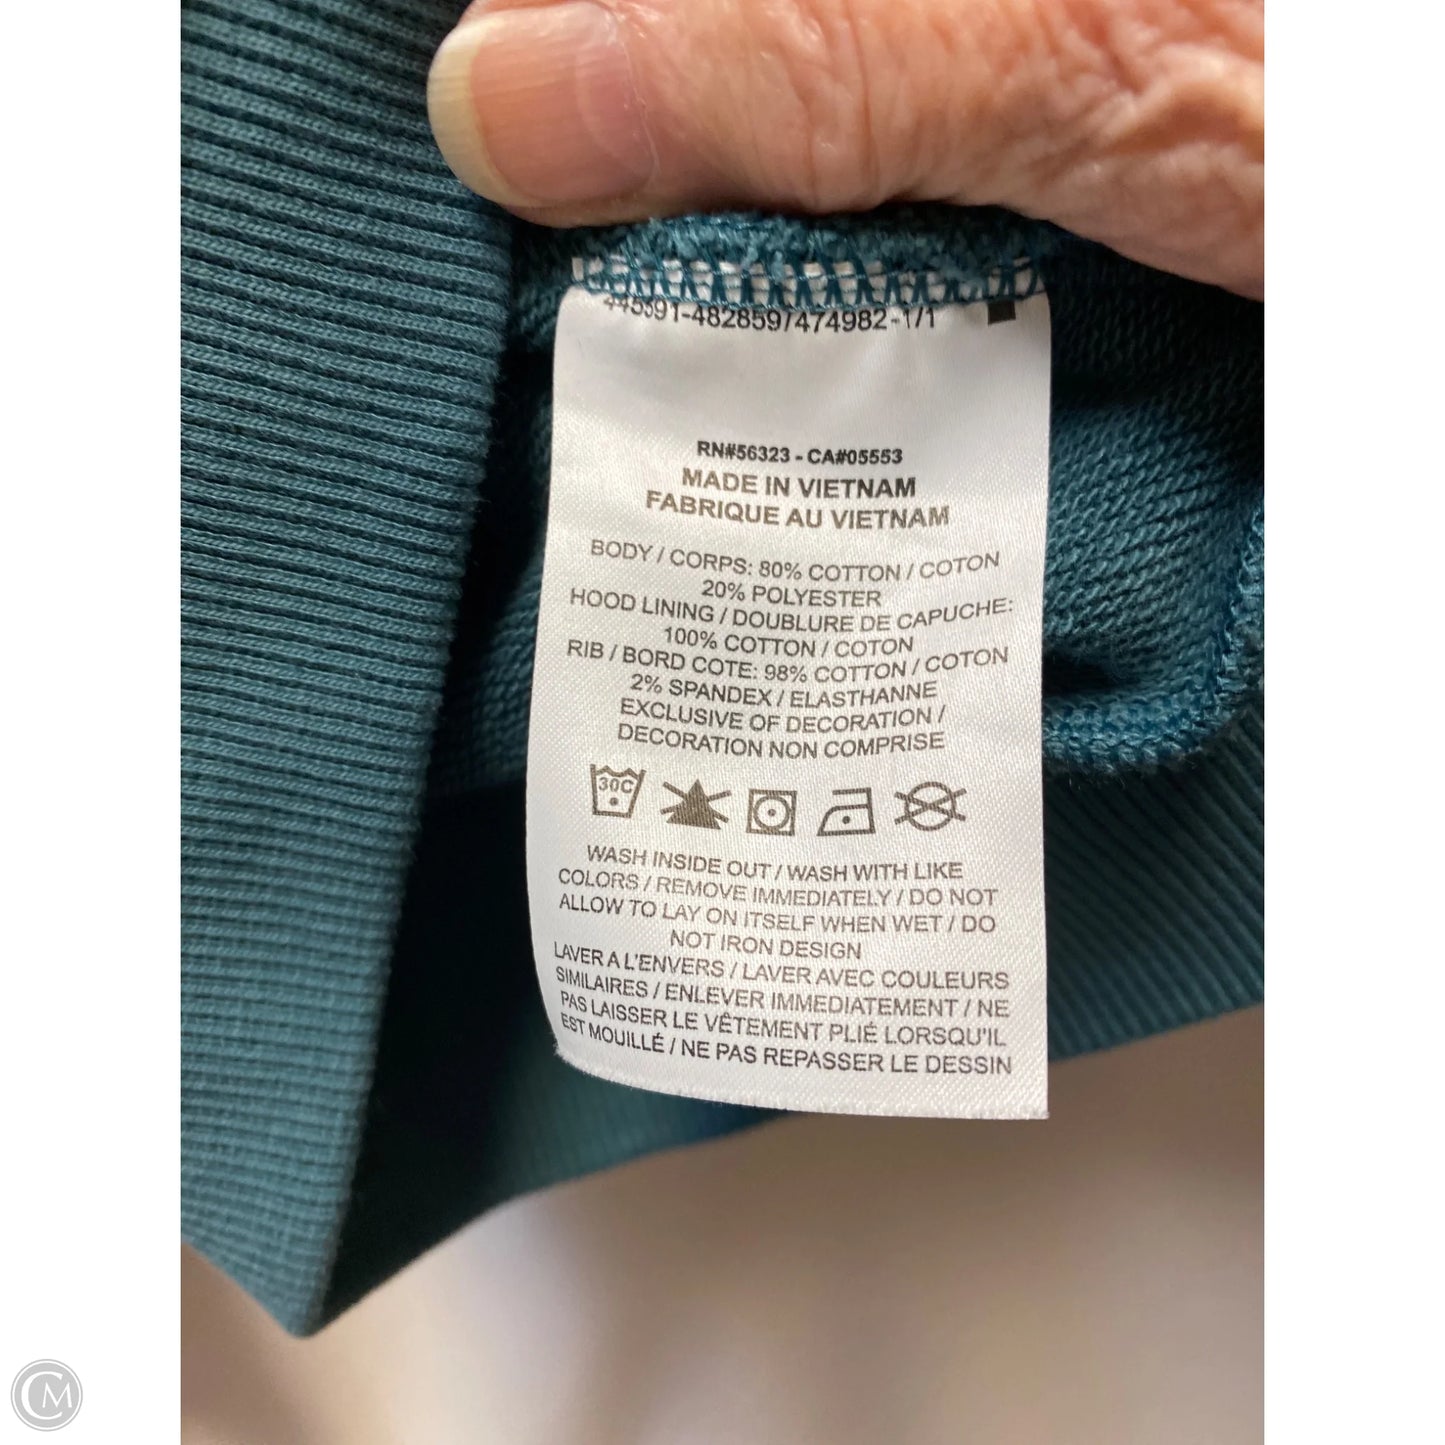 445391-482859/474982-1/1
RN#56323 - CA#05553
MADE IN VIETNAM
FABRIQUE AU VIETNAM
BODY / CORPS: 80% COTTON / COTON
20% POLYESTER
HOOD LINING / DOUBLURE DE CAPUCHE:
100% COTTON / COTON
RIB / BORD COTE: 98% COTTON / COTON
2% SPANDEX / ELASTHANNE
EXCLUSIVE OF DECORATION /
DECORATION NON COMPRISE
30C
WASH INSIDE OUT / WASH WITH LIKE
COLORS / REMOVE IMMEDIATELY / DO NOT
ALLOW TO LAY ON ITSELF WHEN WET / DO
NOT IRON DESIGN
LAVER A L'ENVERS / LAVER AVEC COULEURS
SIMILAIRES / ENLEVER IMMEDIATEMENT / NE
PAS LAISSER LE VÊTEMENT PLIÉ LORSQU'IL
EST MOUILLÉ / NE PAS REPASSER LE DESSIN
CM